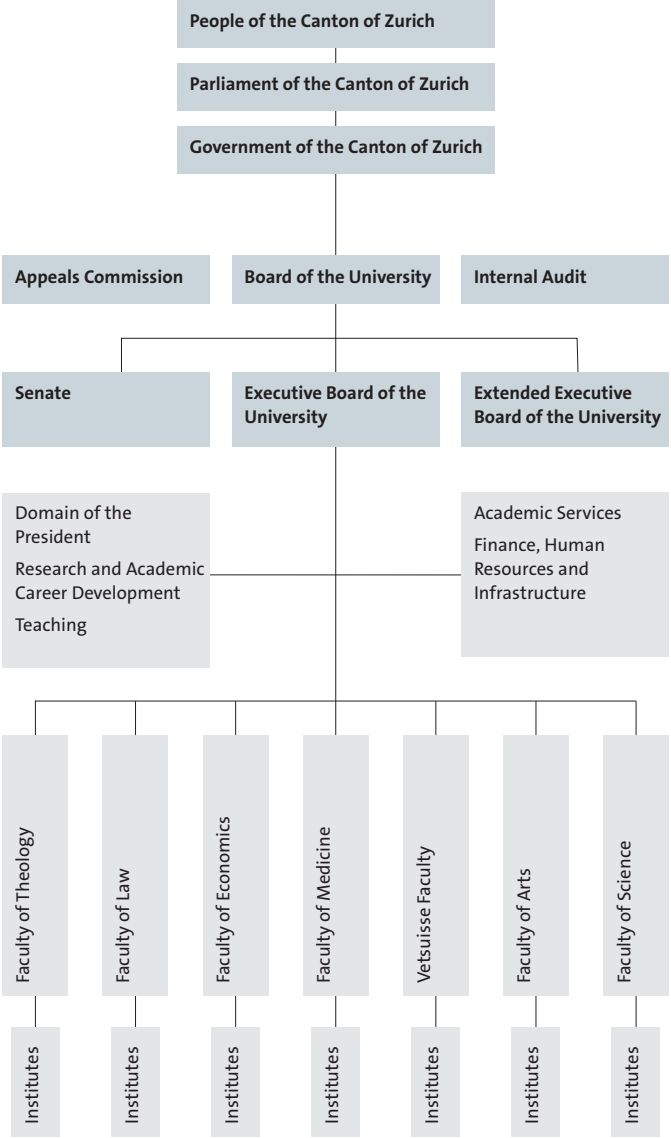 People of the Canton of Zurich
Parliament of the Canton of Zurich
Government of the Canton of Zurich
Appeals Commission
Board of the University
Internal Audit
Senate
Executive Board of the
University
Extended Executive
Board of the University
Domain of the
President
Research and Academic
Career Development
Teaching
Academic Services
Finance, Human
Resources and
Infrastructure
Faculty of Theology
Faculty of Law
Faculty of Economics
Faculty of Medicine
Vetsuisse Faculty
Faculty of Arts
Faculty of Science
Institutes
Institutes
Institutes
Institutes
Institutes
Institutes
Institutes